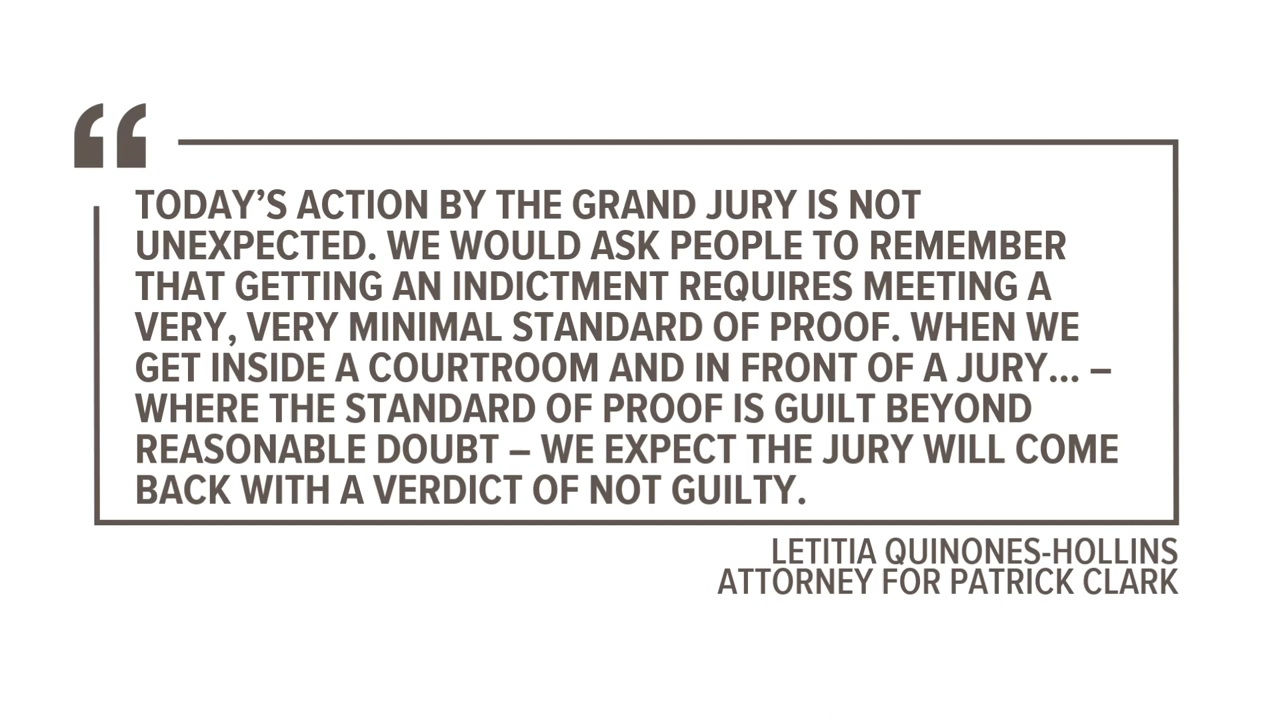 “
TODAY’S ACTION BY THE GRAND JURY IS NOT
UNEXPECTED. WE WOULD ASK PEOPLE TO REMEMBER
THAT GETTING AN INDICTMENT REQUIRES MEETING A
VERY, VERY MINIMAL STANDARD OF PROOF. WHEN WE
GET INSIDE A COURTROOM AND IN FRONT OF A JURY... –
WHERE THE STANDARD OF PROOF IS GUILT BEYOND
REASONABLE DOUBT – WE EXPECT THE JURY WILL COME
BACK WITH A VERDICT OF NOT GUILTY.
LETITIA QUINONES-HOLLINS
ATTORNEY FOR PATRICK CLARK